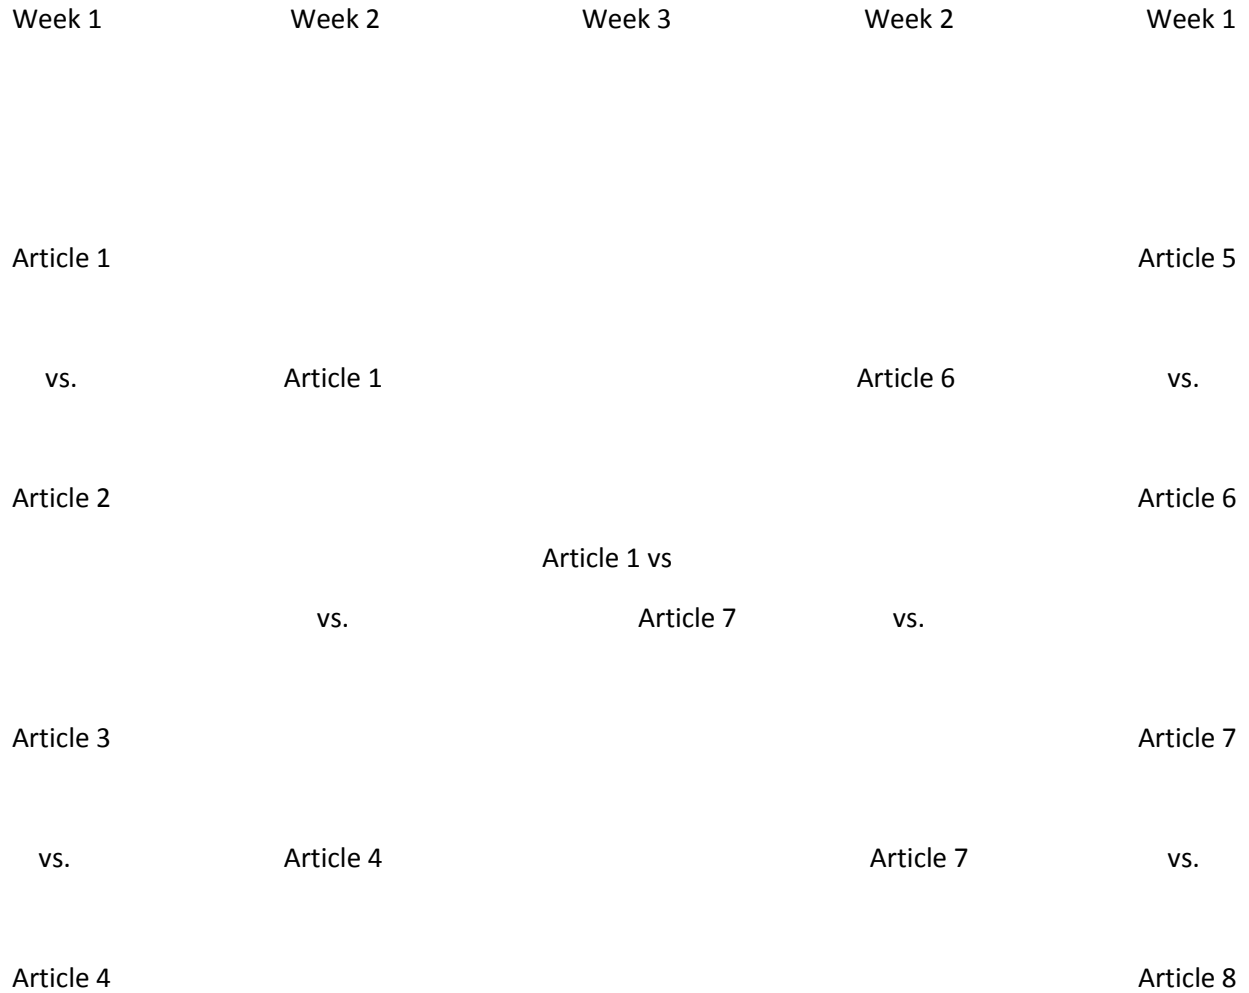 Week 1 Week 2 Week 3 Week 2 Week 1
Article 1 Article 5
vs. Article 1 Article 6 vs.
Article 2 Article 6
Article 1 vs
vs. Article 7 vs.
Article 3 Article 7
vs. Article 4 Article 7 vs.
Article 4 Article 8